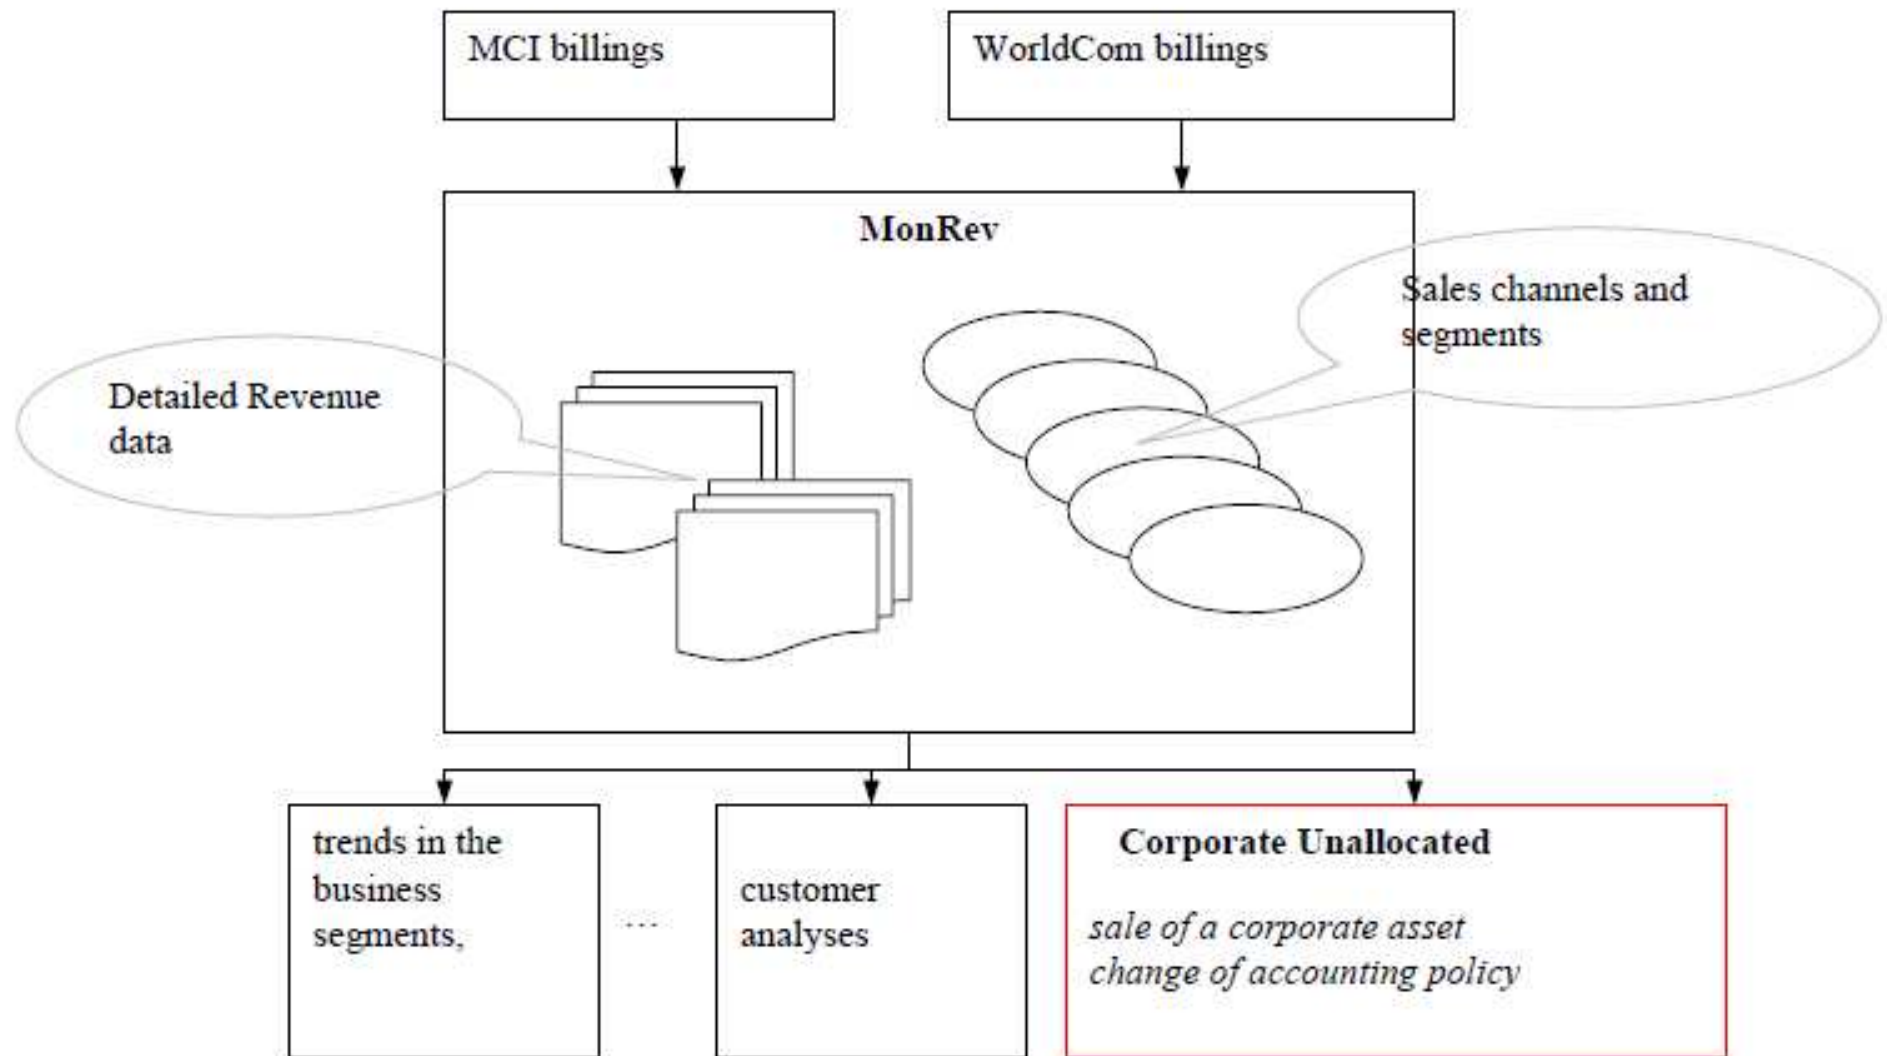 MCI billings
WorldCom billings
MonRev
Sales channels and
segments
Detailed Revenue
data
trends in the
business
segments,
...
customer
analyses
Corporate Unallocated
sale of a corporate asset
change of accounting policy